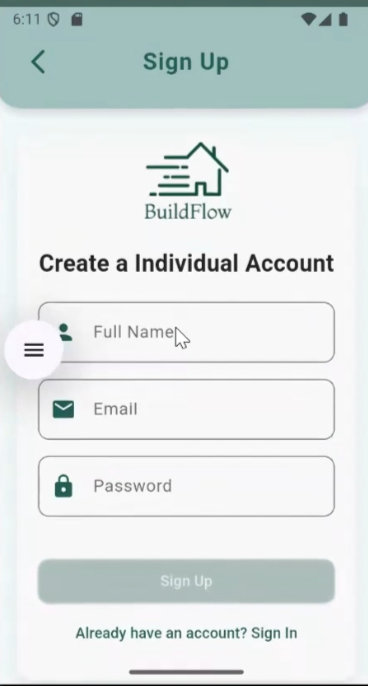 6:11
Sign Up
BuildFlow
Create a Individual Account
Full Name
Email
Password
Sign Up
Already have an account? Sign In